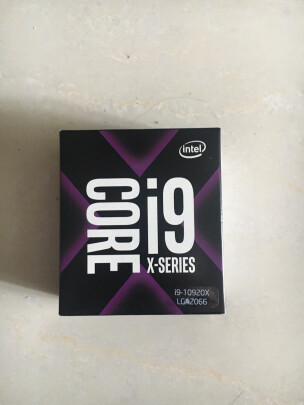 intel
CORE
i9
X-SERIES
i9-10920X
LGA2066